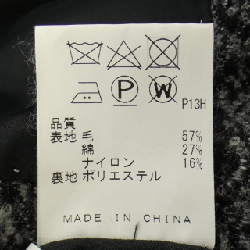 P W P13H
品質
表地 毛 57%
綿 27%
ナイロン 16%
裏地 ポリエステル
MADE IN CHINA